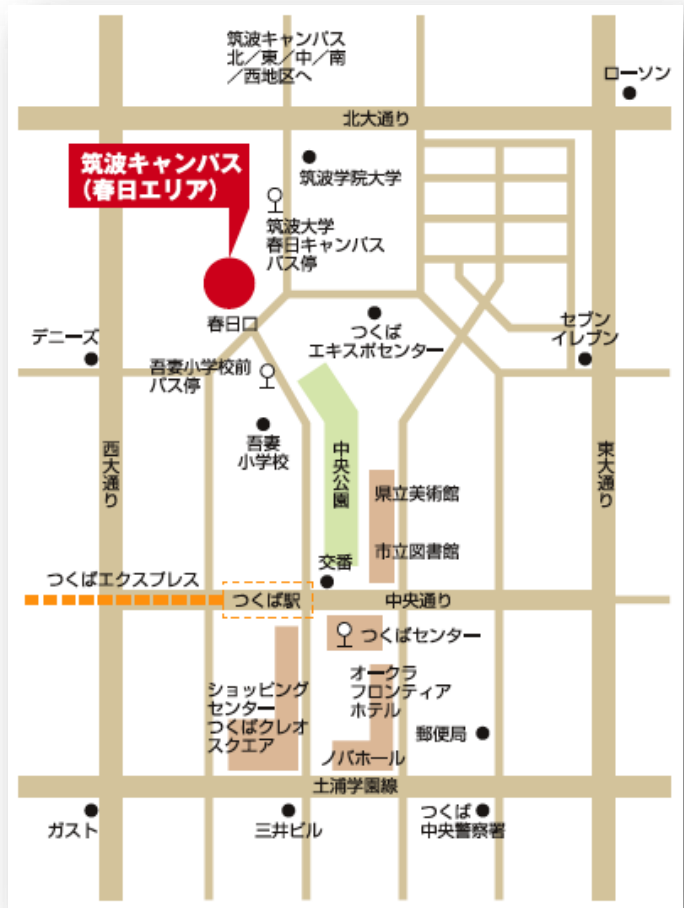 筑波キャンパス
北／東／中／南
／西地区へ
ローソン
北大通り
筑波キャンパス
（春日エリア）
筑波学院大学
筑波大学
春日キャンパス
バス停
春日口
つくば
エキスポセンター
セブン
イレブン
デニーズ
吾妻小学校前
バス停
吾妻
小学校
中央公園
西大通り
東大通り
県立美術館
市立図書館
交番
つくばエクスプレス
つくば駅
中央通り
つくばセンター
オークラ
フロンティア
ホテル
ショッピング
センター
つくばクレオ
スクエア
郵便局
ノバホール
土浦学園線
ガスト
三井ビル
つくば
中央警察署